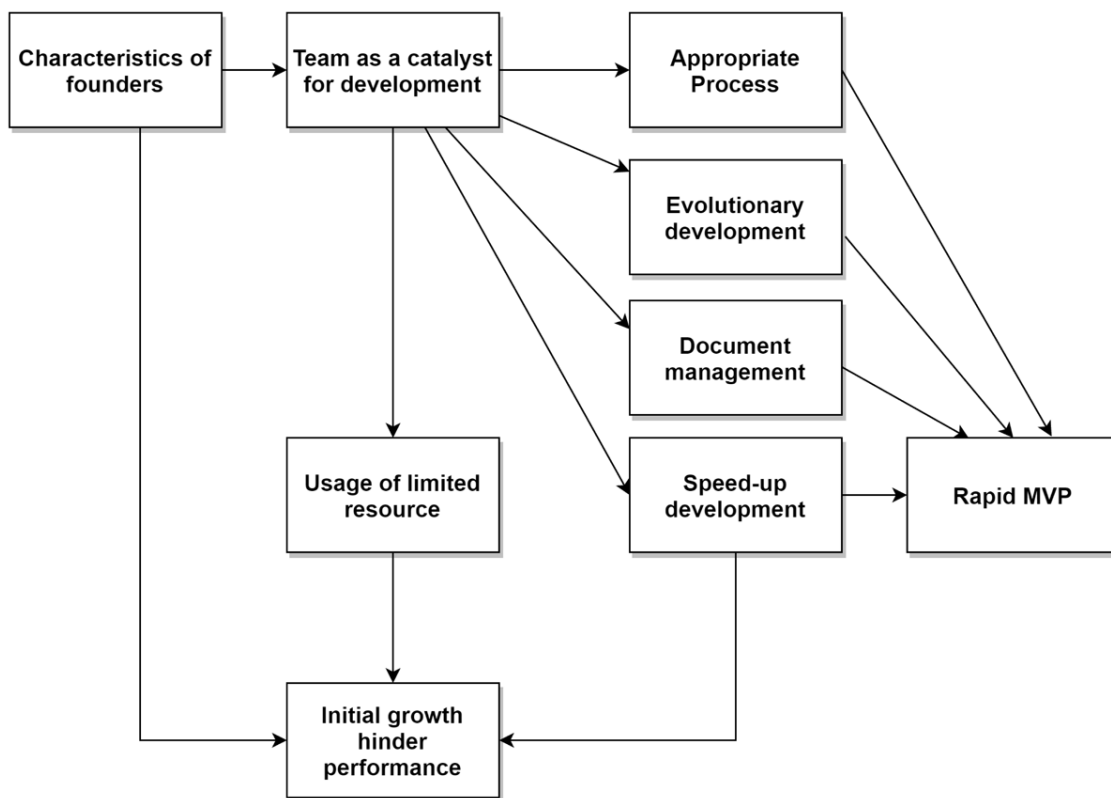 Characteristics of
founders
Team as a catalyst
for development
Appropriate
Process
Evolutionary
development
Document
management
Usage of limited
resource
Speed-up
development
Rapid MVP
Initial growth
hinder
performance